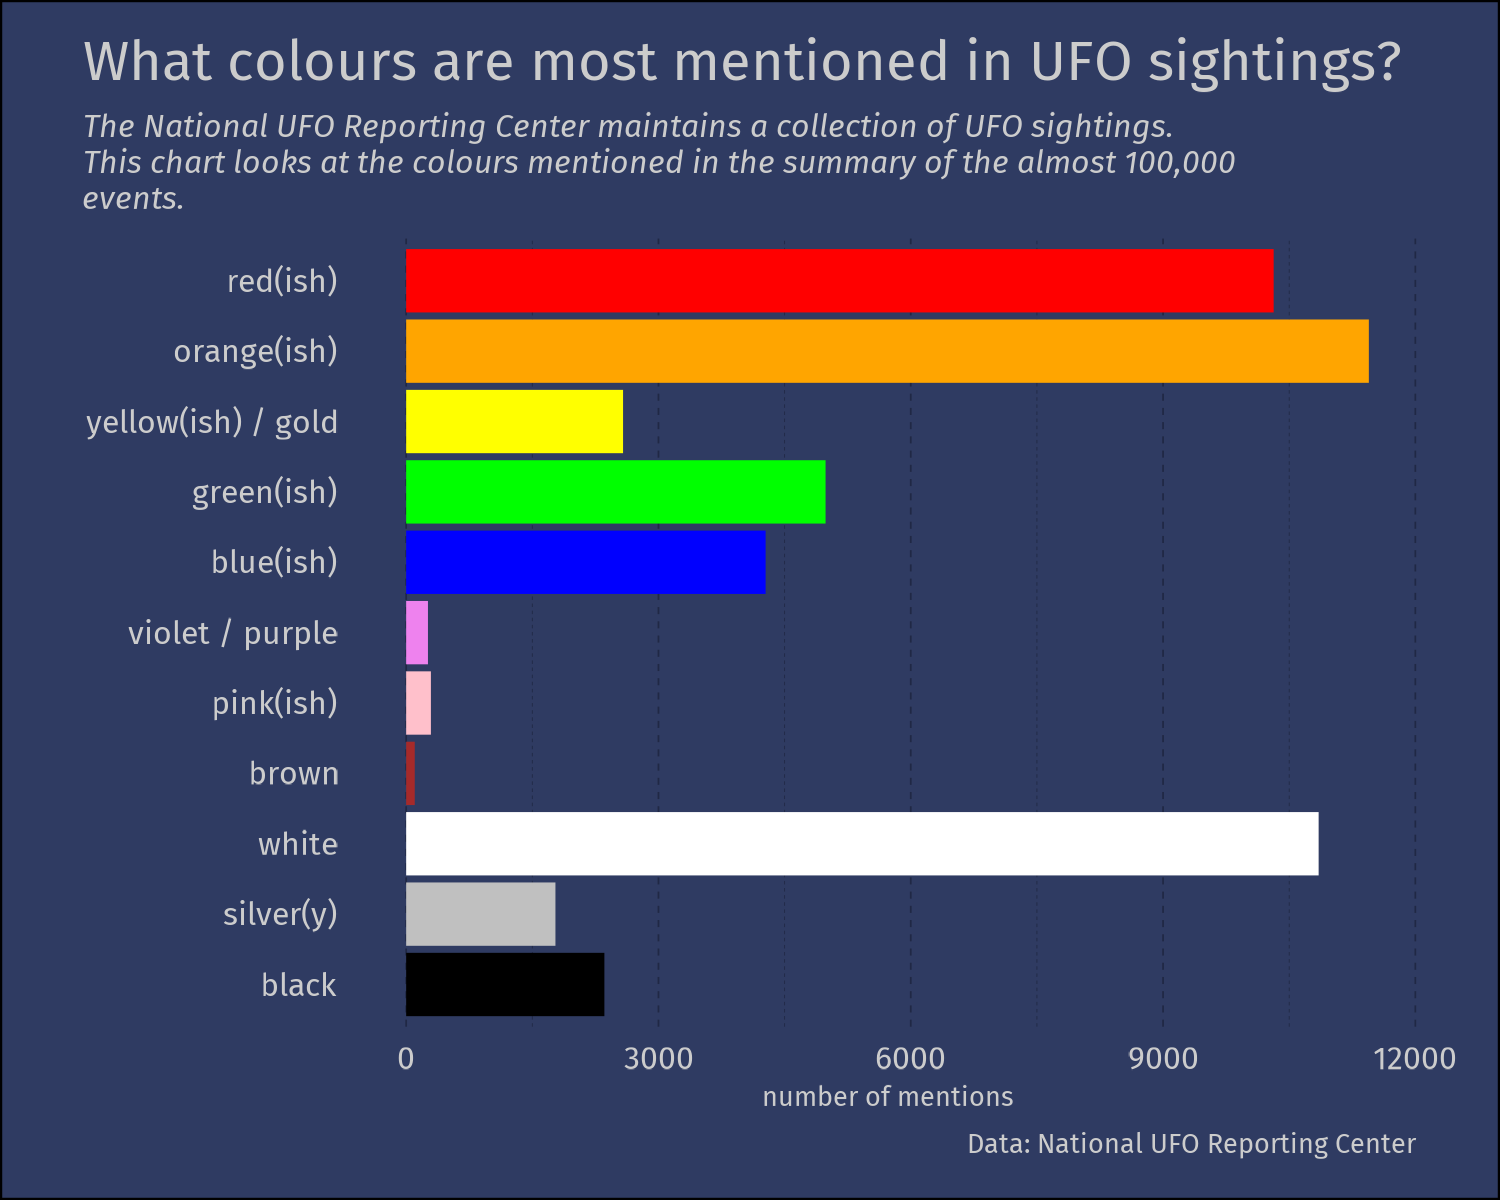 What colours are most mentioned in UFO sightings?
The National UFO Reporting Center maintains a collection of UFO sightings.
This chart looks at the colours mentioned in the summary of the almost 100,000
events.
red(ish)
orange(ish)
yellow(ish) / gold
green(ish)
blue(ish)
violet / purple
pink(ish)
brown
white
silver(y)
black
0 3000 6000 9000 12000
number of mentions
Data: National UFO Reporting Center